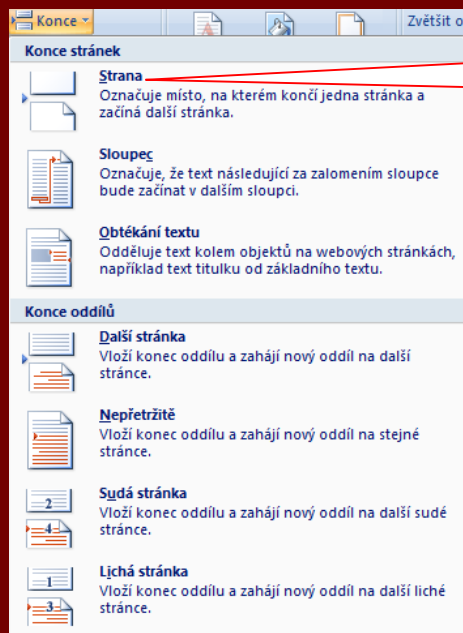 Konce
Zvětšit o
Konce stránek
Strana
Označuje místo, na kterém končí jedna stránka a
začíná další stránka.
Sloupec
Označuje, že text následující za zalomením sloupce
bude začínat v dalším sloupci.
Obtékání textu
Odděluje text kolem objektů na webových stránkách,
například text titulku od základního textu.
Konce oddílů
Další stránka
Vloží konec oddílu a zahájí nový oddíl na další
stránce.
Nepřetržitě
Vloží konec oddílu a zahájí nový oddíl na stejné
stránce.
2
4
Sudá stránka
Vloží konec oddílu a zahájí nový oddíl na další sudé
stránce.
1
3
Lichá stránka
Vloží konec oddílu a zahájí nový oddíl na další liché
stránce.